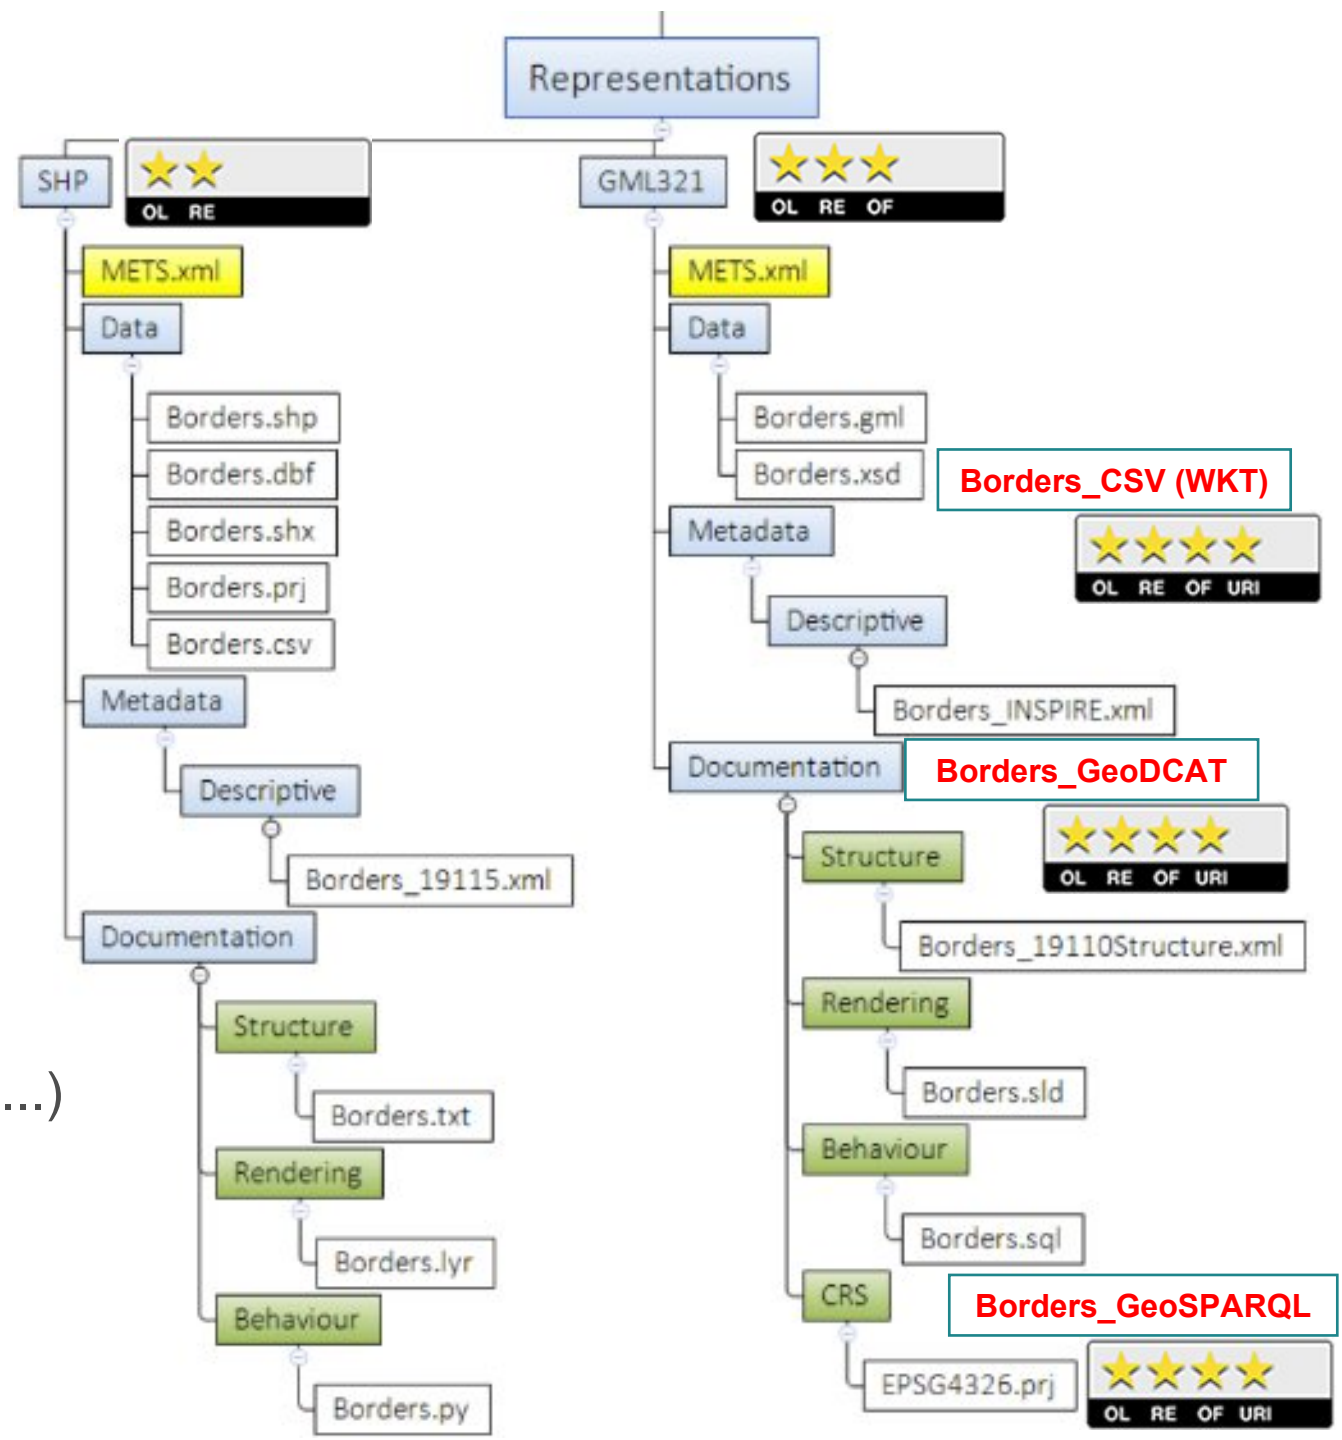 Representations
SHP
OL RE
METS.xml
Data
Borders.shp
Borders.dbf
Borders.shx
Borders.prj
Borders.csv
Metadata
Descriptive
Borders_19115.xml
Documentation
Structure
Borders.txt
Rendering
Borders.lyr
Behaviour
Borders.py
...)
GML321
OL RE OF
METS.xml
Data
Borders.gml
Borders.xsd
Borders_CSV (WKT)
OL RE OF URI
Metadata
Descriptive
Borders_INSPIRE.xml
Documentation
Borders_GeoDCAT
OL RE OF URI
Structure
Borders_19110Structure.xml
Rendering
Borders.sld
Behaviour
Borders.sql
CRS
Borders_GeoSPARQL
EPSG4326.prj
OL RE OF URI